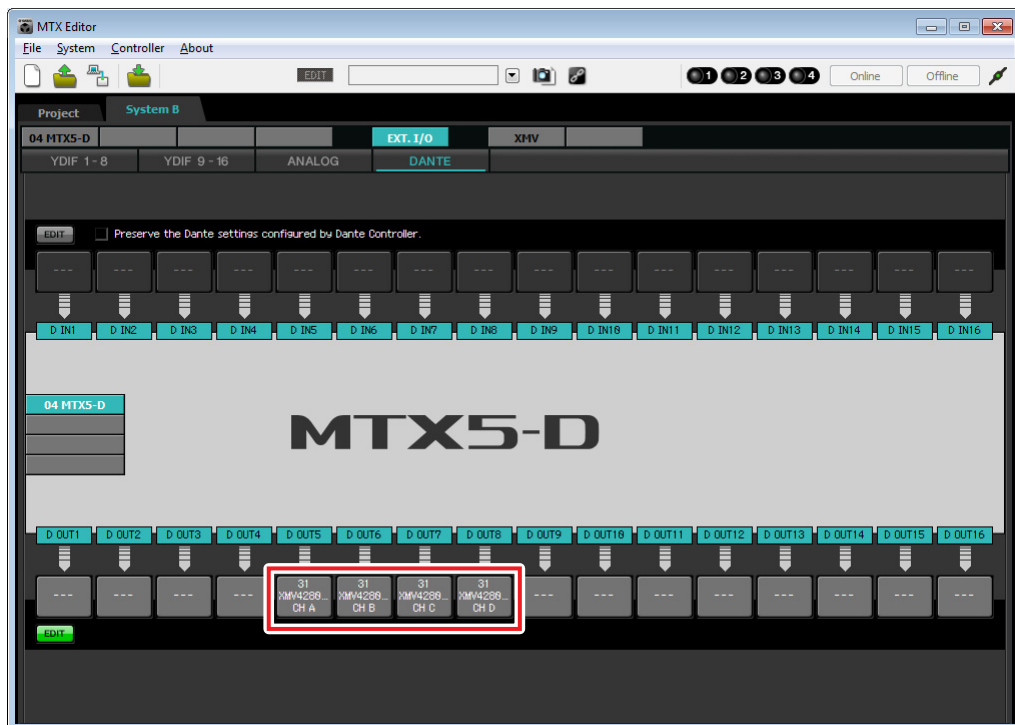 MTX Editor
File System Controller About
EDIT 1 2 3 4 Online Offline
Project System B
04 MTX5-D EXT. I/O XMV
YDIF 1 - 8 YDIF 9 - 16 ANALOG DANTE
EDIT Preserve the Dante settings configured by Dante Controller.
--- --- --- --- --- --- --- --- --- --- --- --- --- --- --- ---
D IN1 D IN2 D IN3 D IN4 D IN5 D IN6 D IN7 D IN8 D IN9 D IN10 D IN11 D IN12 D IN13 D IN14 D IN15 D IN16
04 MTX5-D
MTX5-D
D OUT1 D OUT2 D OUT3 D OUT4 D OUT5 D OUT6 D OUT7 D OUT8 D OUT9 D OUT10 D OUT11 D OUT12 D OUT13 D OUT14 D OUT15 D OUT16
31 31 31 31
--- --- --- --- XMV4280... XMV4280... XMV4280... XMV4280... --- --- --- --- --- --- --- ---
CH A CH B CH C CH D
EDIT